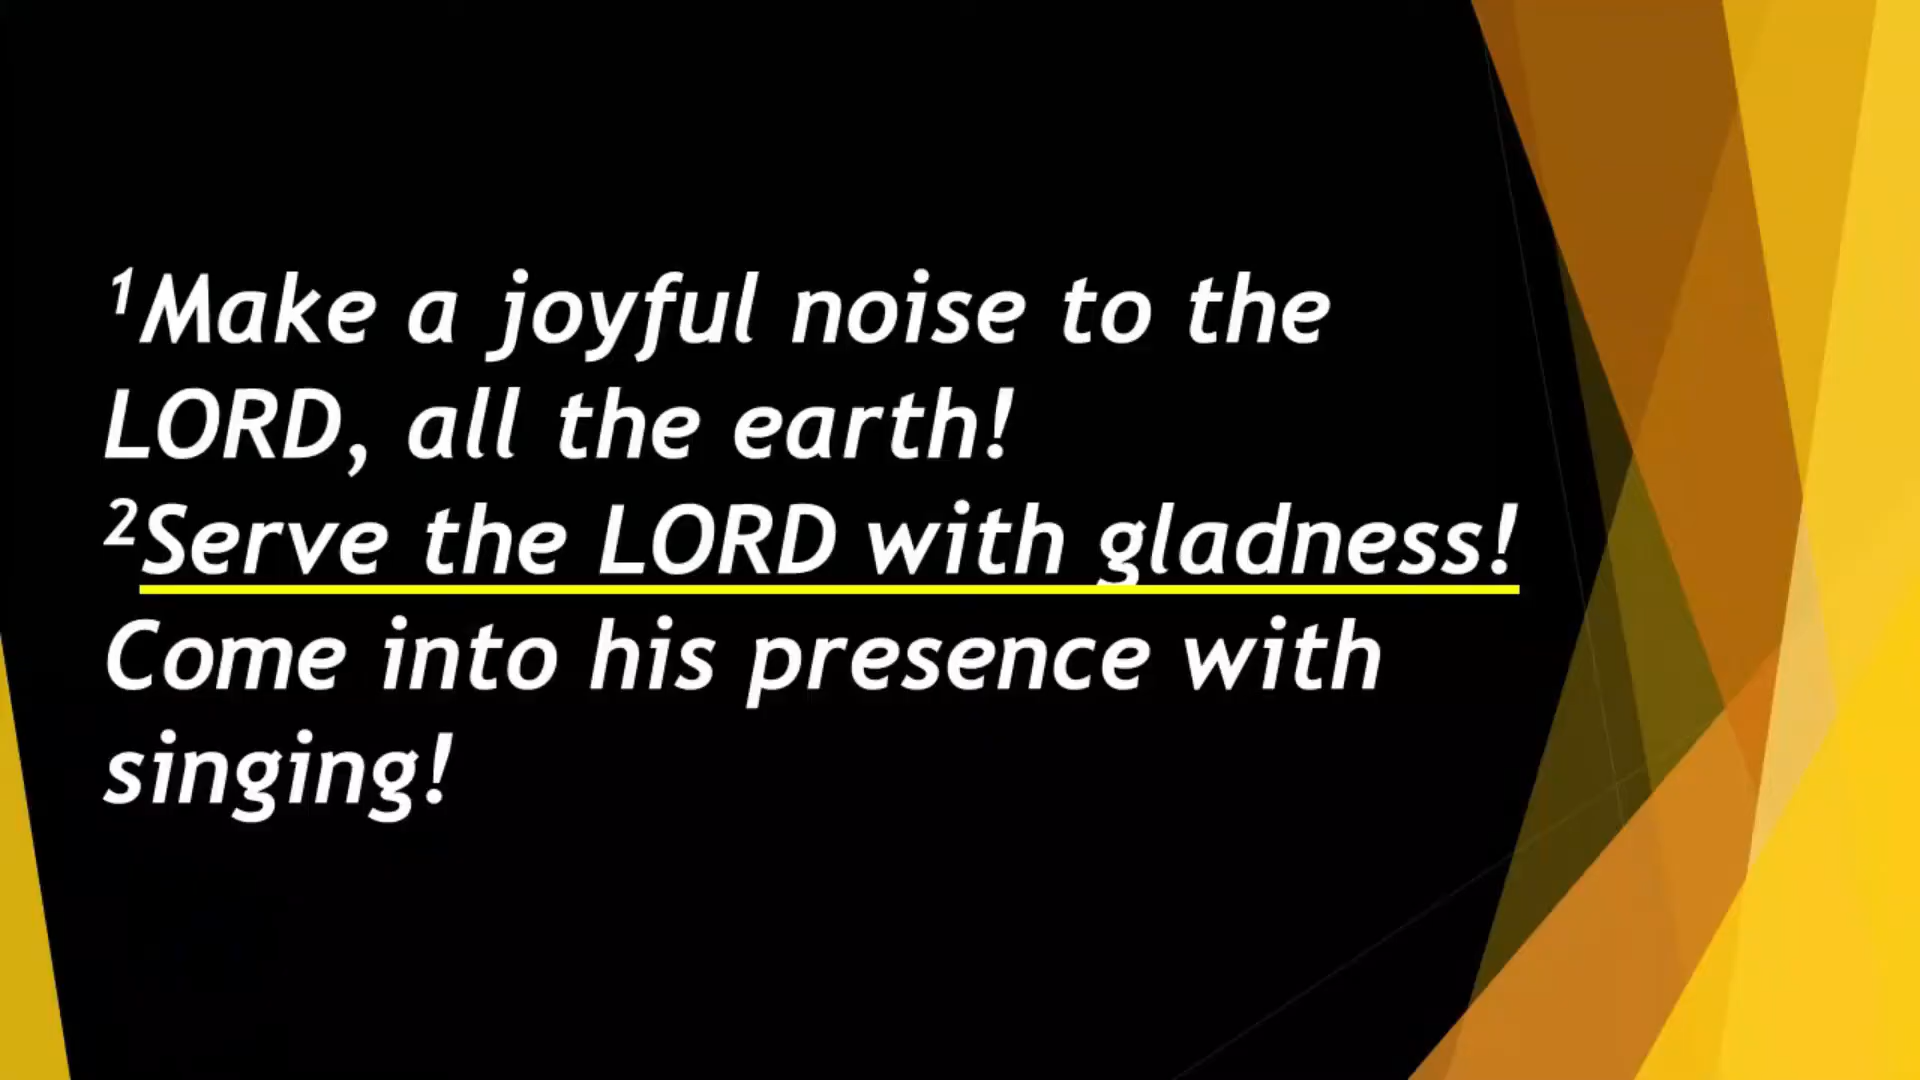 ¹Make a joyful noise to the
LORD, all the earth!
²Serve the LORD with gladness!
Come into his presence with
singing!